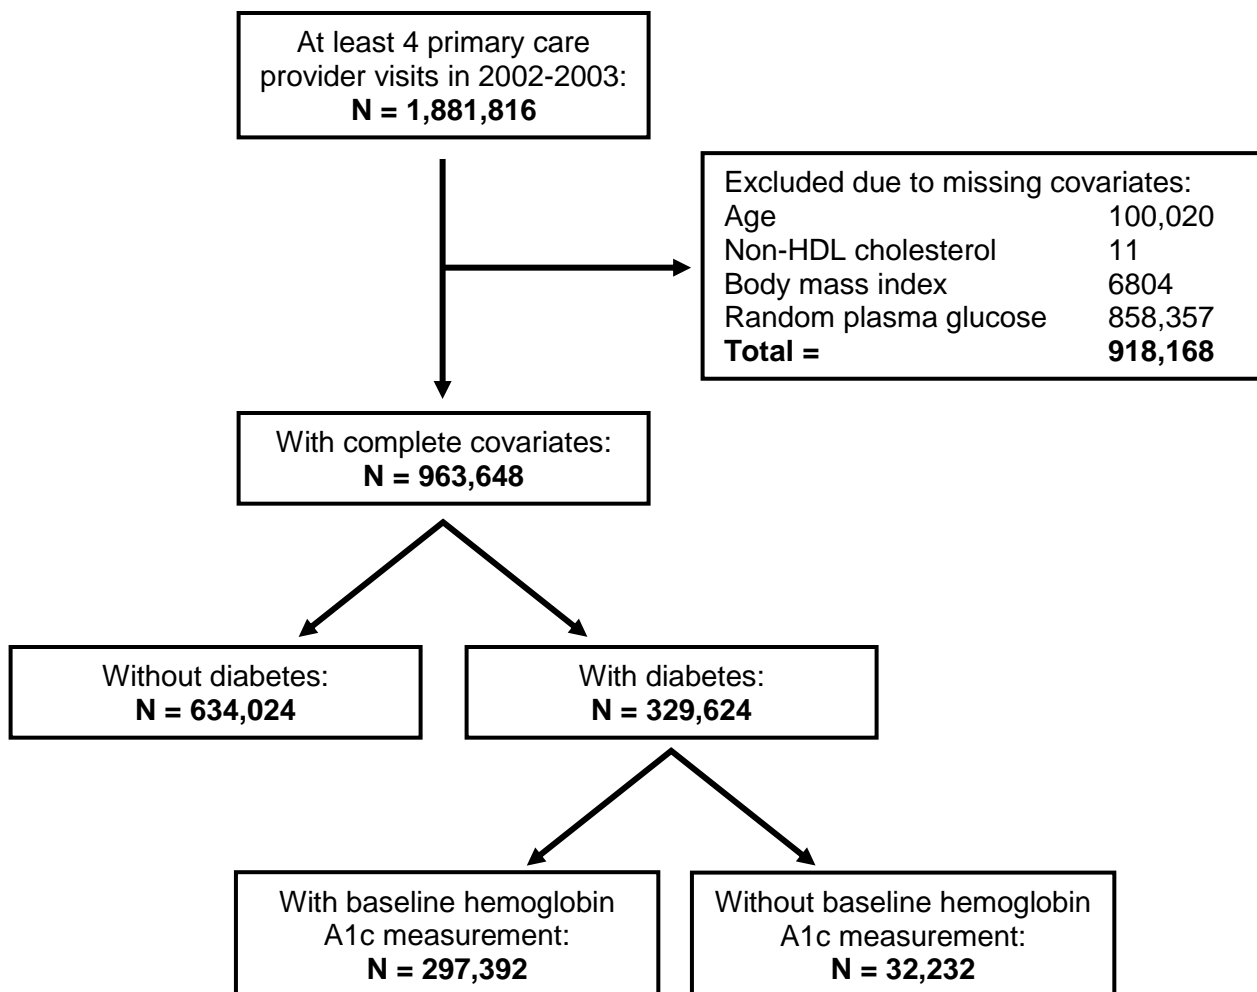 At least 4 primary care
provider visits in 2002-2003:
N = 1,881,816
Excluded due to missing covariates:
Age 100,020
Non-HDL cholesterol 11
Body mass index 6804
Random plasma glucose 858,357
Total = 918,168
With complete covariates:
N = 963,648
Without diabetes:
N = 634,024
With diabetes:
N = 329,624
With baseline hemoglobin
A1c measurement:
N = 297,392
Without baseline hemoglobin
A1c measurement:
N = 32,232